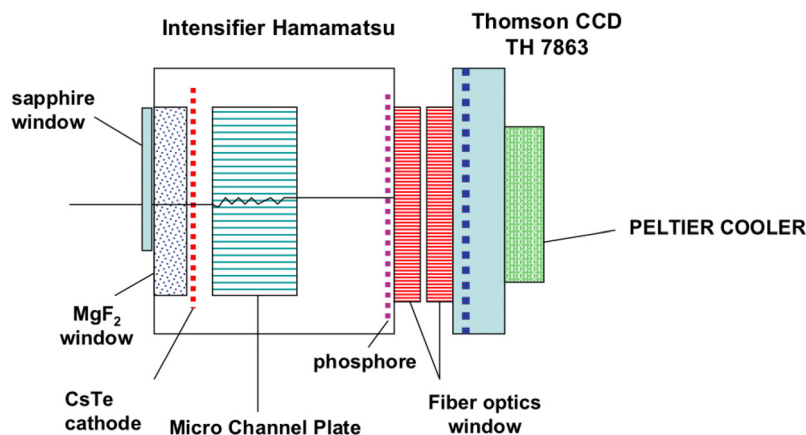 Intensifier Hamamatsu
Thomson CCD
TH 7863
sapphire
window
PELTIER COOLER
MgF2
window
phosphore
CsTe
cathode
Micro Channel Plate
Fiber optics
window